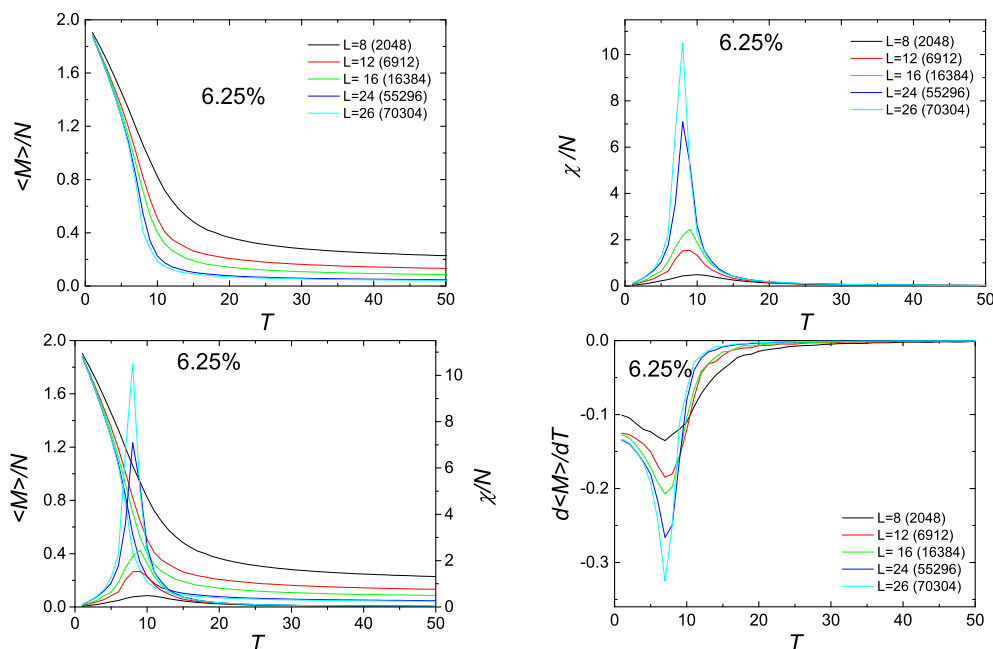 2.0
1.6
1.2
0.8
0.4
0.0
<M>/N
0 10 20 30 40 50
T
6.25%
L=8 (2048)
L=12 (6912)
L= 16 (16384)
L=24 (55296)
L=26 (70304)
10
8
6
4
2
0
χ/N
0 10 20 30 40 50
T
6.25%
L=8 (2048)
L=12 (6912)
L= 16 (16384)
L=24 (55296)
L=26 (70304)
2.0
1.6
1.2
0.8
0.4
0.0
<M>/N
0 10 20 30 40 50
T
6.25%
10
8
6
4
2
0
χ/N
0.0
-0.1
-0.2
-0.3
d<M>/dT
0 10 20 30 40 50
T
6.25%
L=8 (2048)
L=12 (6912)
L= 16 (16384)
L=24 (55296)
L=26 (70304)